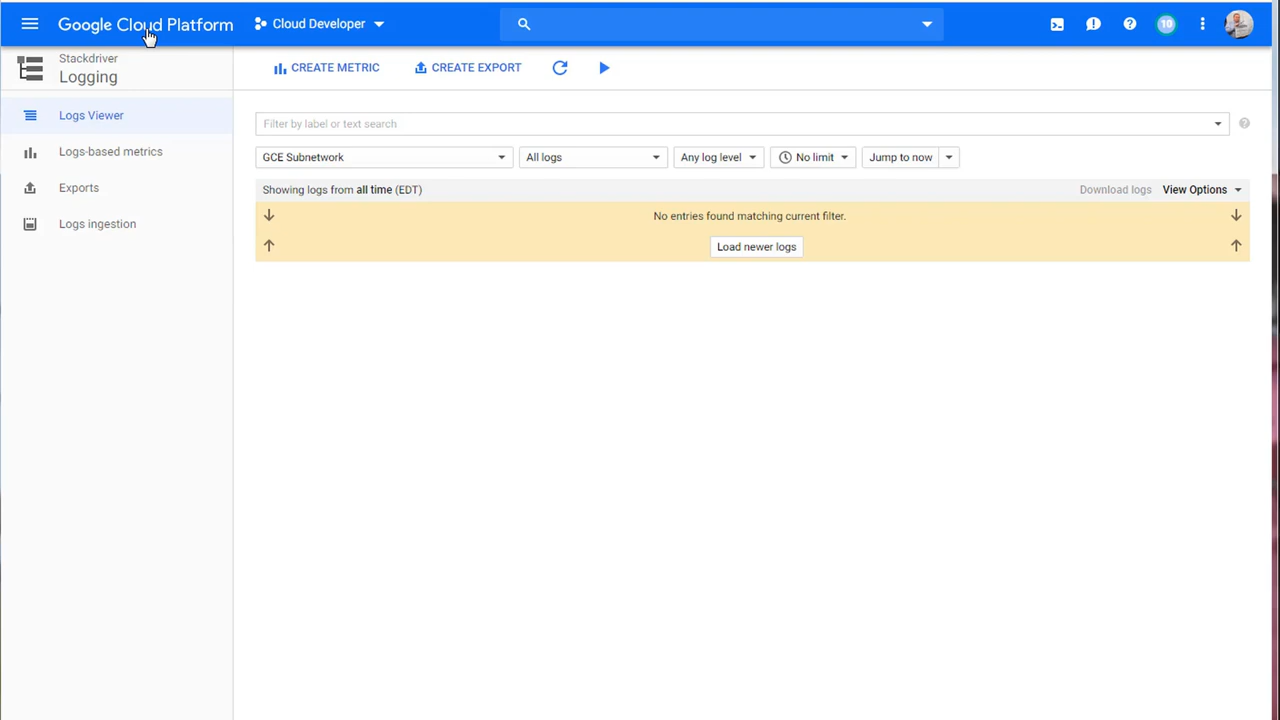 Google Cloud Platform
Cloud Developer
10
Stackdriver
Logging
CREATE METRIC
CREATE EXPORT
Logs Viewer
Logs-based metrics
Exports
Logs ingestion
Filter by label or text search
GCE Subnetwork
All logs
Any log level
No limit
Jump to now
Showing logs from all time (EDT)
Download logs
View Options
No entries found matching current filter.
Load newer logs